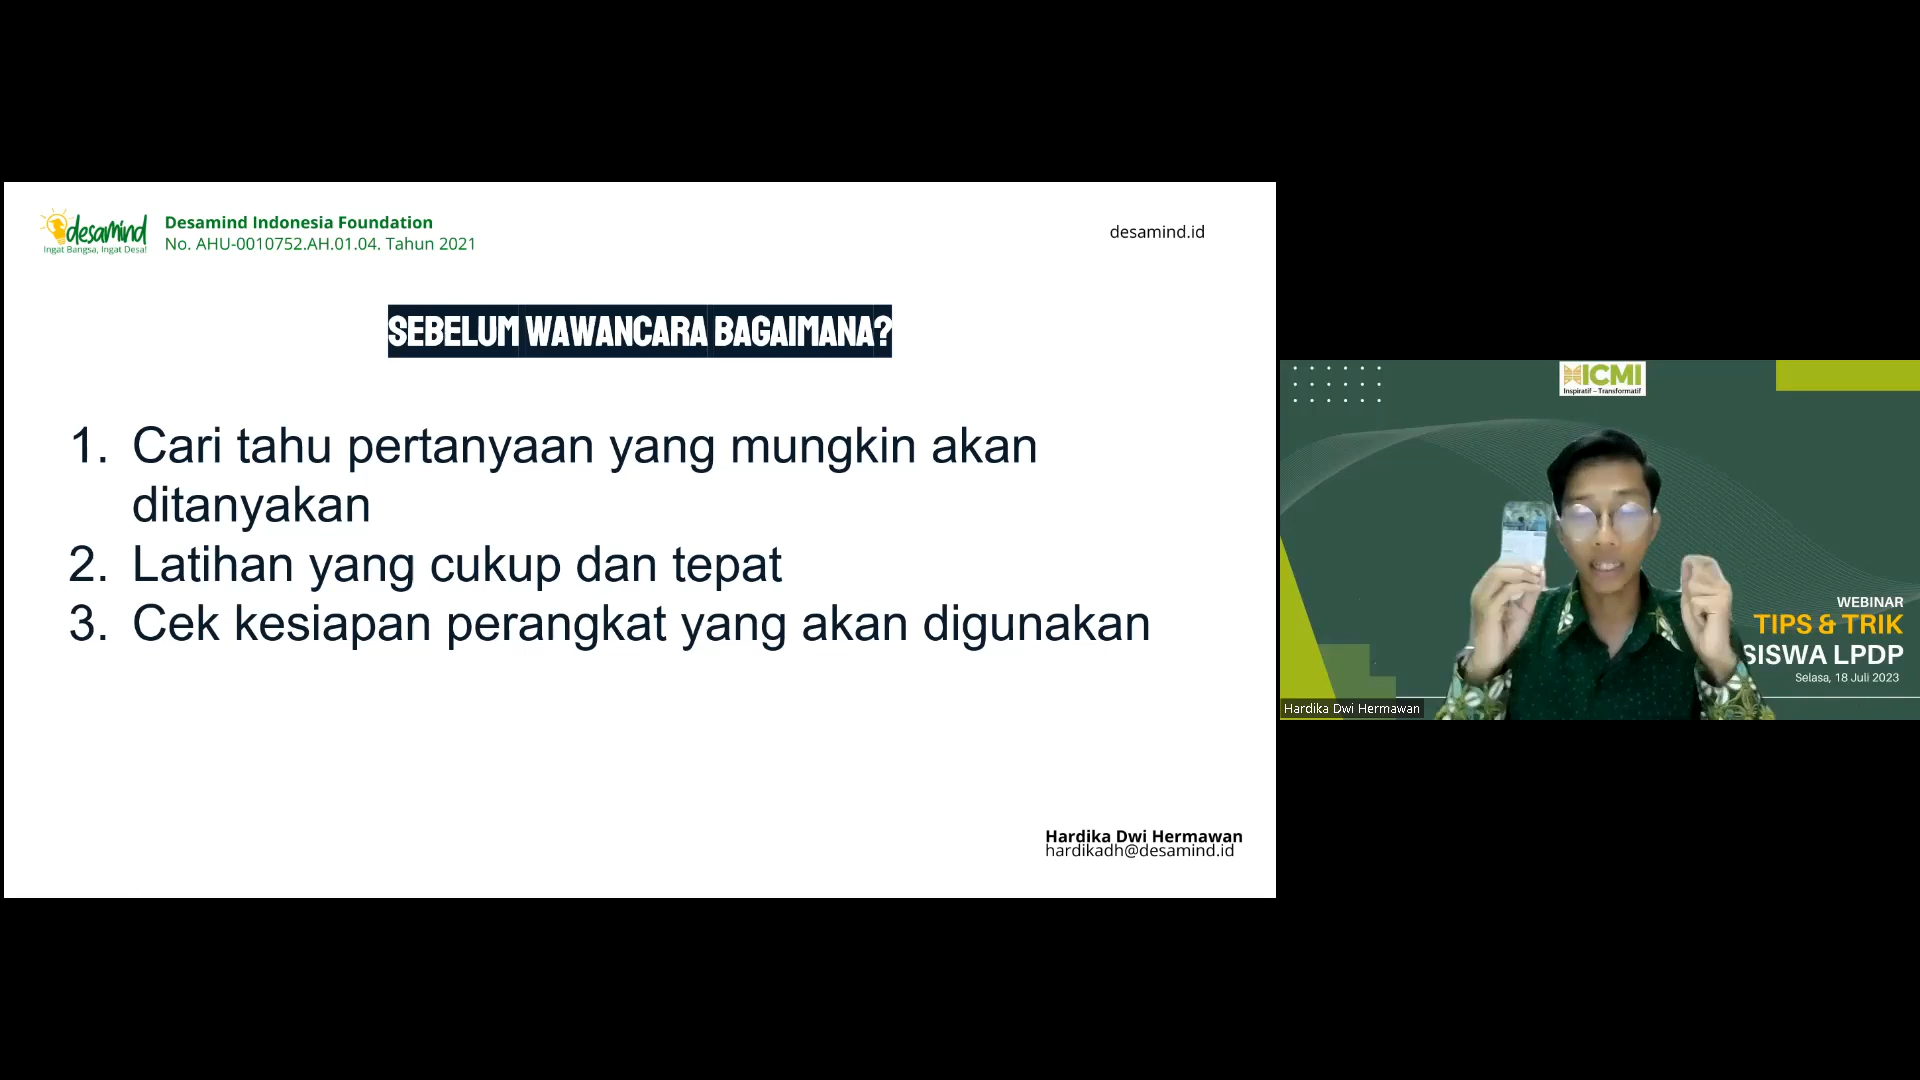 desamind
Ingat Bangsa, Ingat Desa!
Desamind Indonesia Foundation
No. AHU-0010752.AH.01.04. Tahun 2021
desamind.id
SEBELUM WAWANCARA BAGAIMANA?
1. Cari tahu pertanyaan yang mungkin akan
ditanyakan
2. Latihan yang cukup dan tepat
3. Cek kesiapan perangkat yang akan digunakan
Hardika Dwi Hermawan
hardikadh@desamind.id
ICMI
Inspiratif – Transformatif
WEBINAR
TIPS & TRIK
SISWA LPDP
Selasa, 18 Juli 2023
Hardika Dwi Hermawan